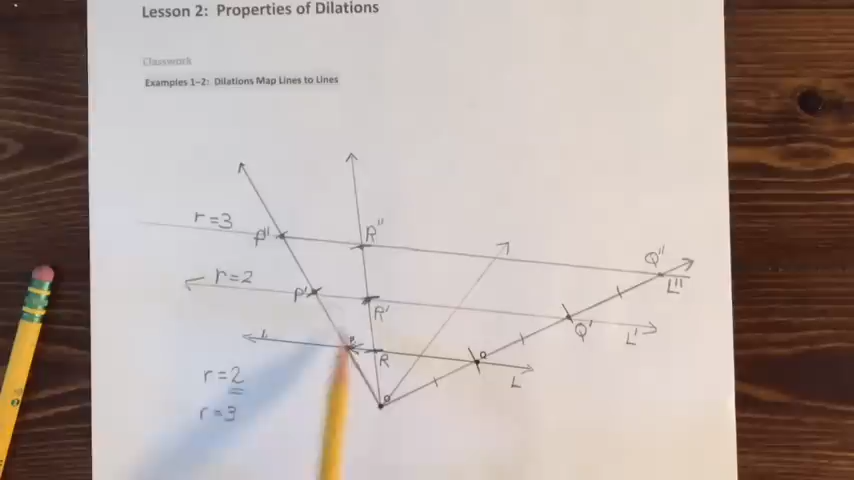 Lesson 2: Properties of Dilations
Classwork
Examples 1–2: Dilations Map Lines to Lines
r=3
P"
R"
Q"
L"
r=2
P'
R'
Q'
L'
P
R
Q
L
r=2
r=3
O